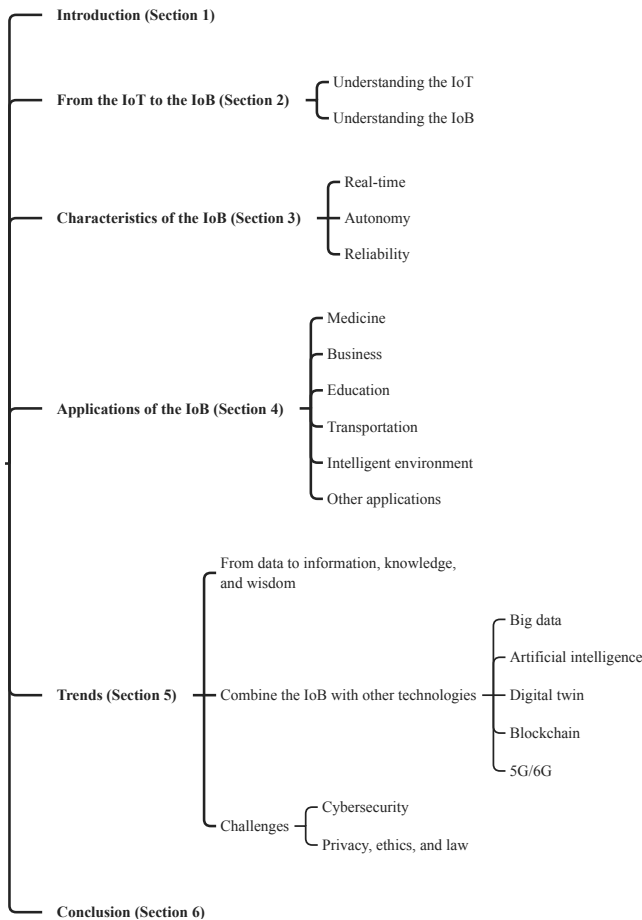 Introduction (Section 1)
From the IoT to the IoB (Section 2)
Understanding the IoT
Understanding the IoB
Characteristics of the IoB (Section 3)
Real-time
Autonomy
Reliability
Applications of the IoB (Section 4)
Medicine
Business
Education
Transportation
Intelligent environment
Other applications
Trends (Section 5)
From data to information, knowledge,
and wisdom
Combine the IoB with other technologies
Big data
Artificial intelligence
Digital twin
Blockchain
5G/6G
Challenges
Cybersecurity
Privacy, ethics, and law
Conclusion (Section 6)